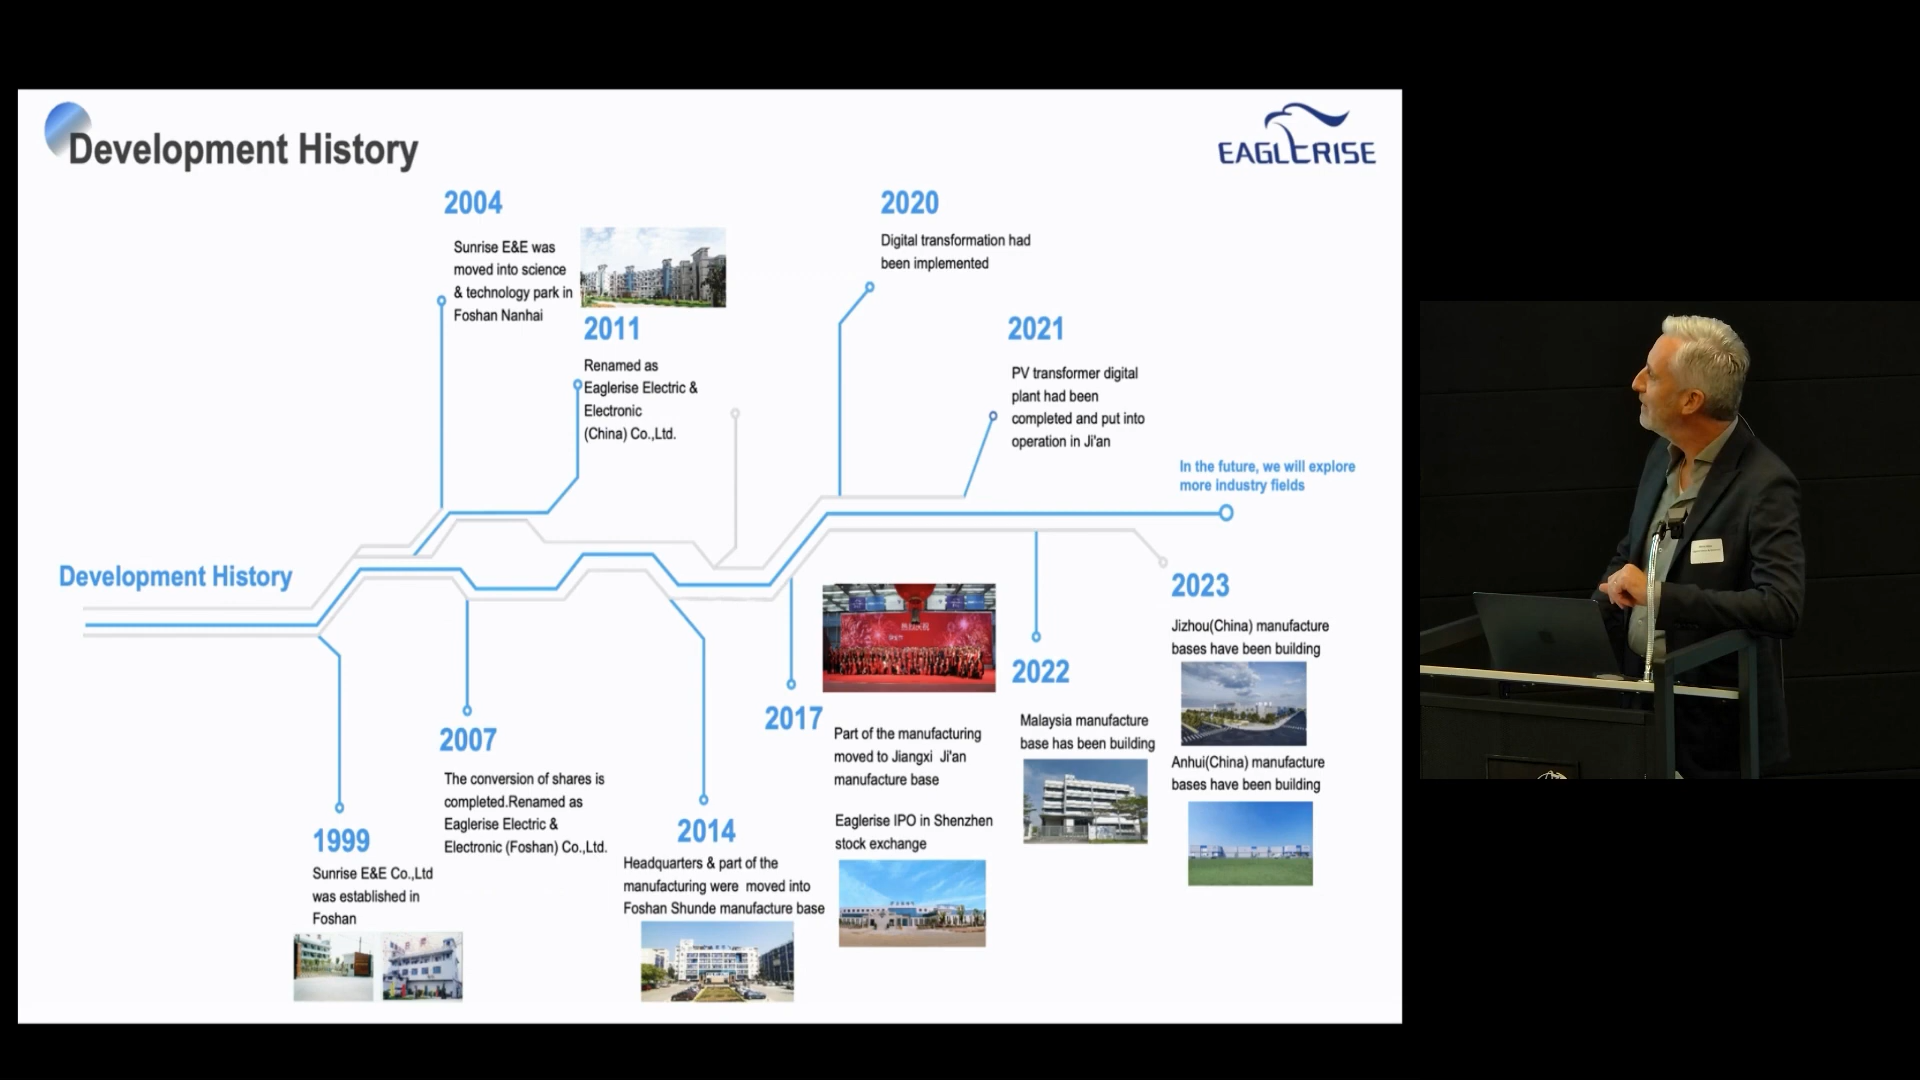 Development History
EAGLERISE
2004
Sunrise E&E was
moved into science
& technology park in
Foshan Nanhai
2011
Renamed as
Eaglerise Electric &
Electronic
(China) Co.,Ltd.
2020
Digital transformation had
been implemented
2021
PV transformer digital
plant had been
completed and put into
operation in Ji'an
In the future, we will explore
more industry fields
Development History
1999
Sunrise E&E Co.,Ltd
was established in
Foshan
2007
The conversion of shares is
completed.Renamed as
Eaglerise Electric &
Electronic (Foshan) Co.,Ltd.
2014
Headquarters & part of the
manufacturing were moved into
Foshan Shunde manufacture base
2017
Part of the manufacturing
moved to Jiangxi Ji'an
manufacture base
Eaglerise IPO in Shenzhen
stock exchange
2022
Malaysia manufacture
base has been building
2023
Jizhou(China) manufacture
bases have been building
Anhui(China) manufacture
bases have been building